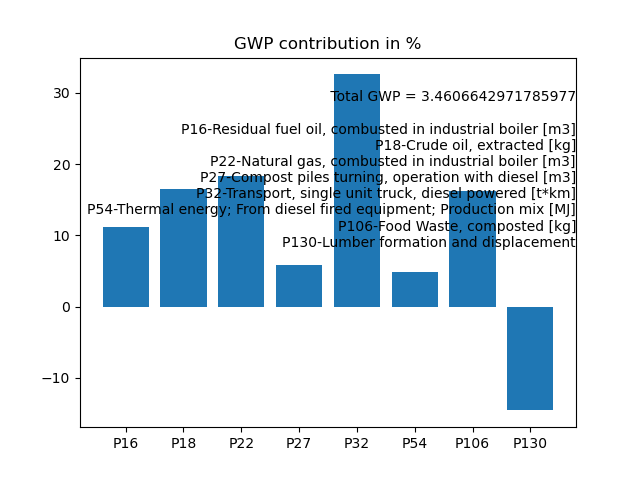 GWP contribution in %
30
20
10
0
−10
Total GWP = 3.4606642971785977
P16-Residual fuel oil, combusted in industrial boiler [m3]
P18-Crude oil, extracted [kg]
P22-Natural gas, combusted in industrial boiler [m3]
P27-Compost piles turning, operation with diesel [m3]
P32-Transport, single unit truck, diesel powered [t*km]
P54-Thermal energy; From diesel fired equipment; Production mix [MJ]
P106-Food Waste, composted [kg]
P130-Lumber formation and displacement
P16 P18 P22 P27 P32 P54 P106 P130